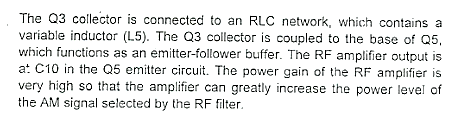 The Q3 collector is connected to an RLC network, which contains a
variable inductor (L5). The Q3 collector is coupled to the base of Q5,
which functions as an emitter-follower buffer. The RF amplifier output is
at C10 in the Q5 emitter circuit. The power gain of the RF amplifier is
very high so that the amplifier can greatly increase the power level of
the AM signal selected by the RF filter.